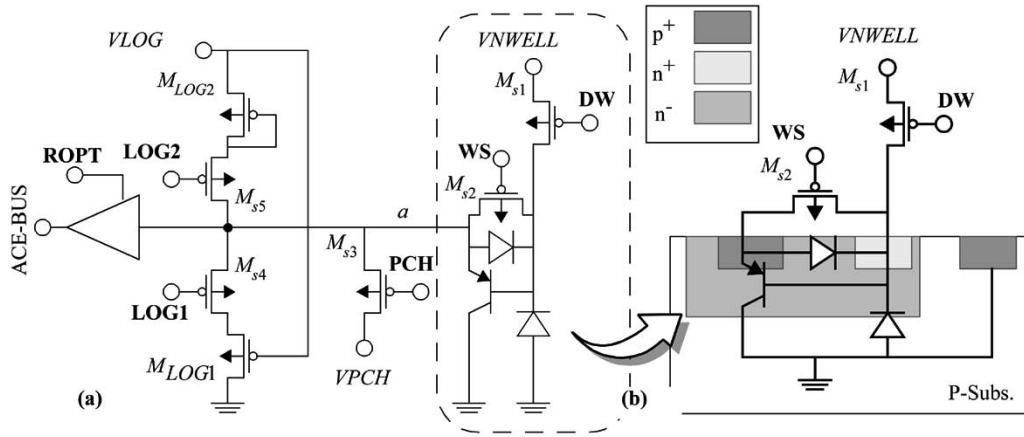 VLOG
M_LOG2
ROPT
LOG2
M_s5
ACE-BUS
a
M_s4
LOG1
M_LOG1
M_s3
PCH
VPCH
(a)
VNWELL
M_s1
DW
WS
M_s2
(b)
p+
n+
n-
VNWELL
M_s1
DW
WS
M_s2
P-Subs.